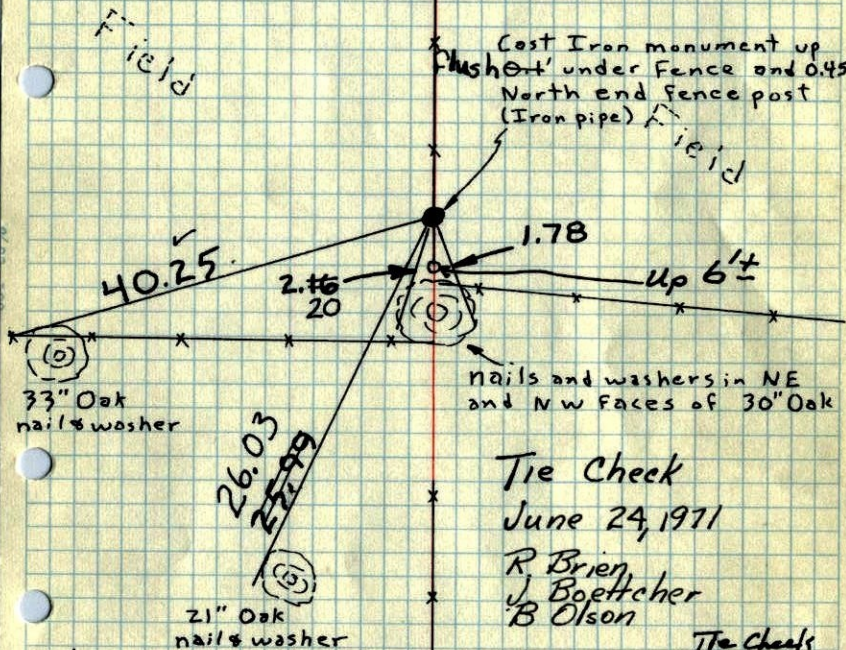 Field
Cast Iron monument up
flush 0.1' under Fence and 0.45
North end fence post
(Iron pipe)
Field
1.78
40.25
2.16
20
Up 6'±
nails and washers in NE
and NW Faces of 30" Oak
33" Oak
nail & washer
26.03
Tie Check
June 24, 1971
R Brien
J Boettcher
B Olson
21" Oak
nail & washer
Tie Check